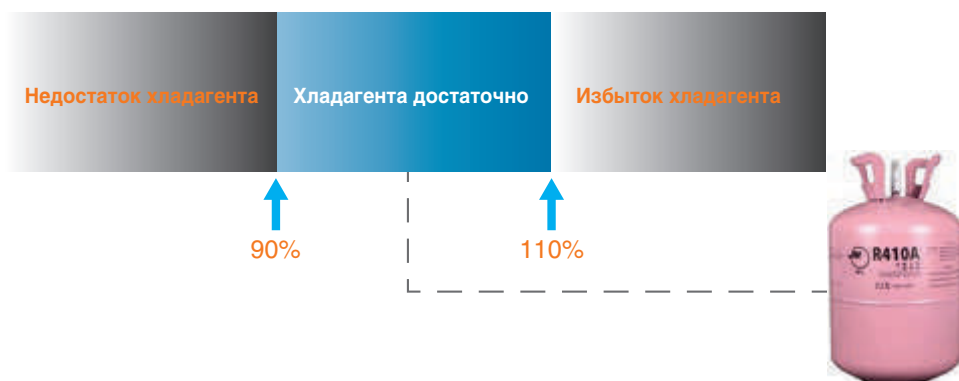 Недостаток хладагента
Хладагента достаточно
Избыток хладагента
90%
110%
R410A